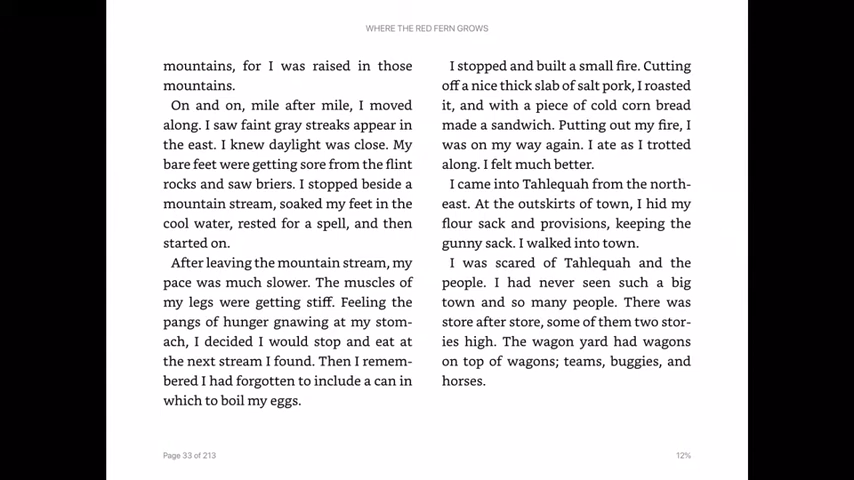 WHERE THE RED FERN GROWS
mountains, for I was raised in those
mountains.
On and on, mile after mile, I moved
along. I saw faint gray streaks appear in
the east. I knew daylight was close. My
bare feet were getting sore from the flint
rocks and saw briers. I stopped beside a
mountain stream, soaked my feet in the
cool water, rested for a spell, and then
started on.
After leaving the mountain stream, my
pace was much slower. The muscles of
my legs were getting stiff. Feeling the
pangs of hunger gnawing at my stom-
ach, I decided I would stop and eat at
the next stream I found. Then I remem-
bered I had forgotten to include a can in
which to boil my eggs.
I stopped and built a small fire. Cutting
off a nice thick slab of salt pork, I roasted
it, and with a piece of cold corn bread
made a sandwich. Putting out my fire, I
was on my way again. I ate as I trotted
along. I felt much better.
I came into Tahlequah from the north-
east. At the outskirts of town, I hid my
flour sack and provisions, keeping the
gunny sack. I walked into town.
I was scared of Tahlequah and the
people. I had never seen such a big
town and so many people. There was
store after store, some of them two stor-
ies high. The wagon yard had wagons
on top of wagons; teams, buggies, and
horses.
Page 33 of 213
12%